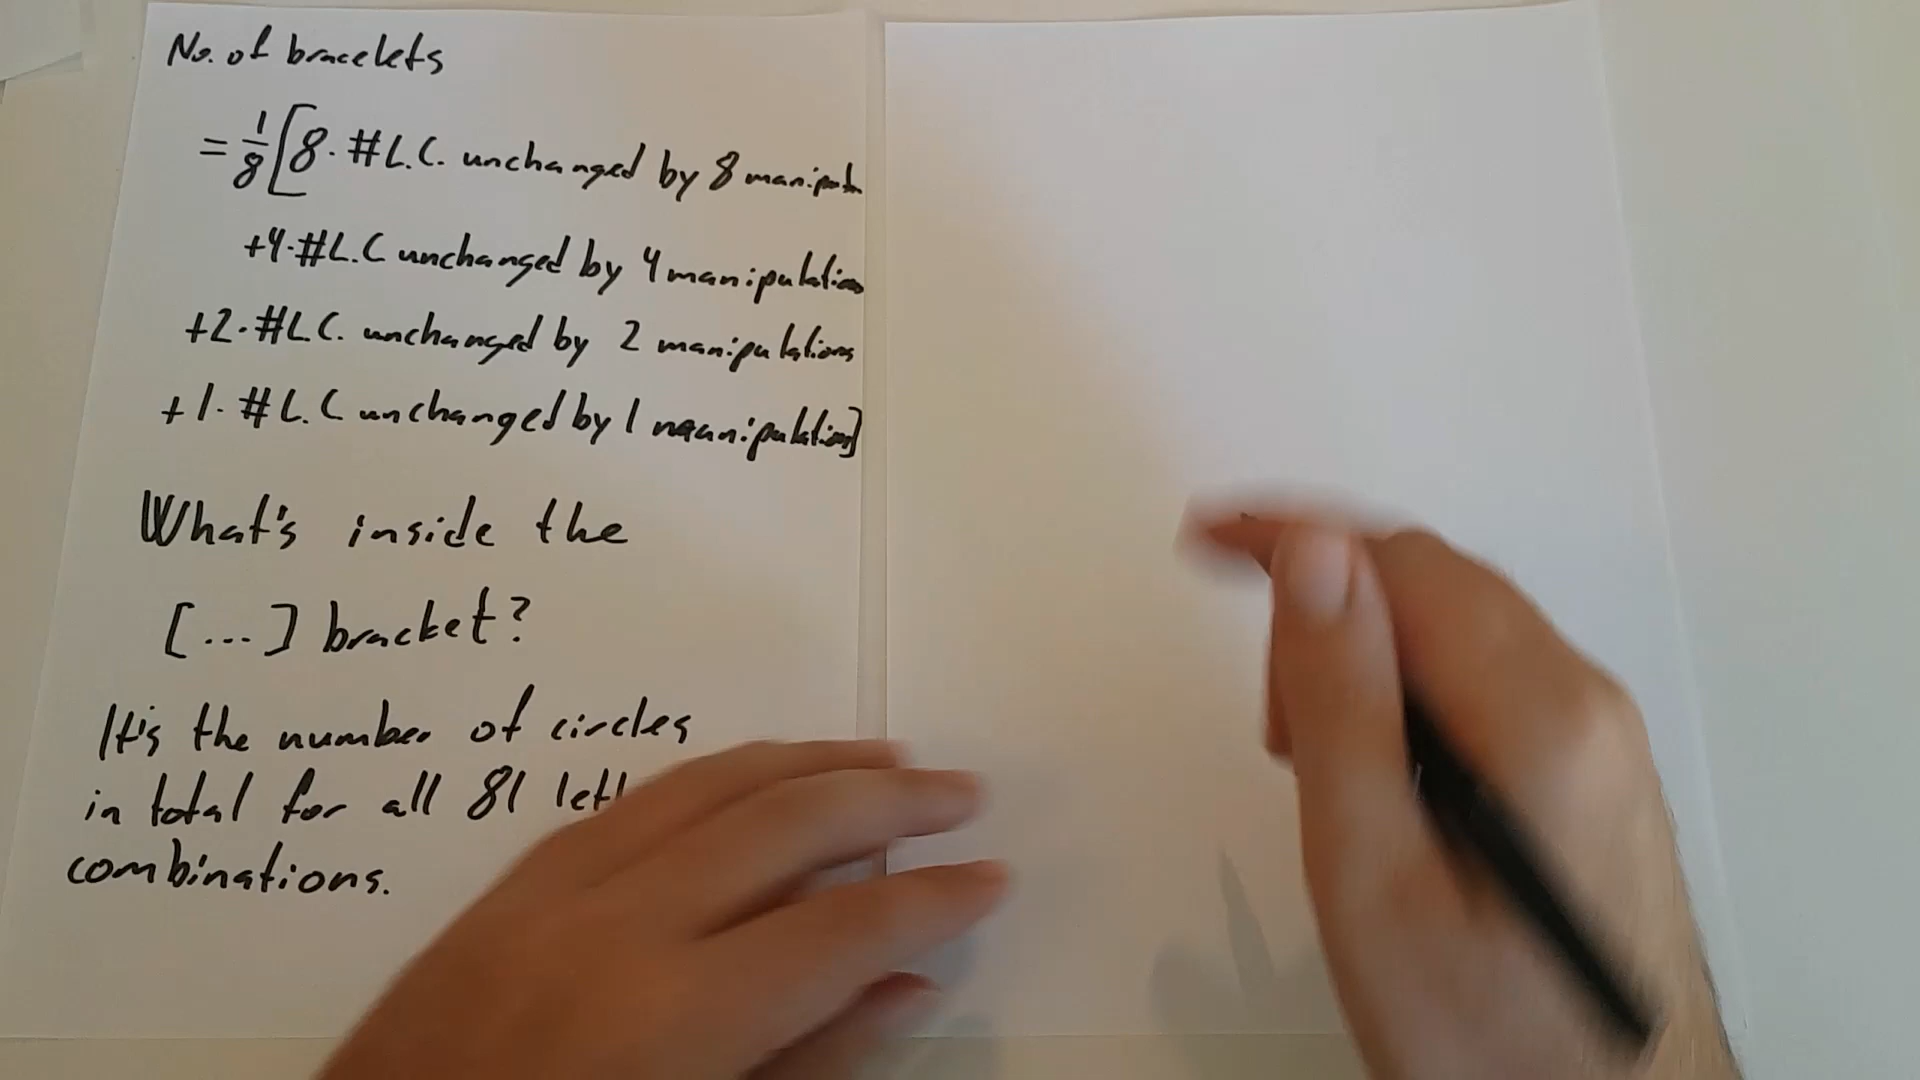 No. of bracelets
= 1/8 [8. #L.C. unchanged by 8
+4.#L.C unchanged by 4 manipulations
+2.#L.C. unchanged by 2 manipulations
+1. #L.C unchanged by 1 manipulations]
What's inside the
[...] bracket?
It's the number of circles
in total for all 81
combinations.